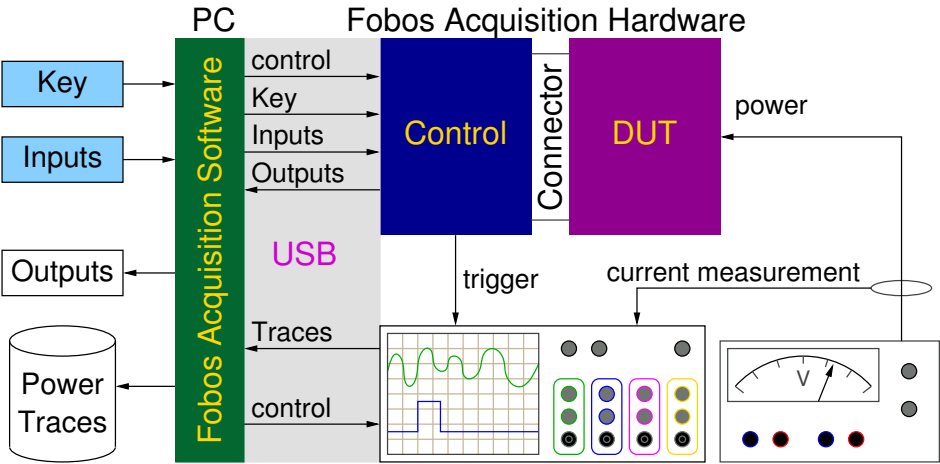 PC
Fobos Acquisition Hardware
Key
Inputs
Outputs
Power
Traces
Fobos Acquisition Software
control
Key
Inputs
Outputs
USB
Traces
control
Control
Connector
DUT
power
trigger
current measurement
V